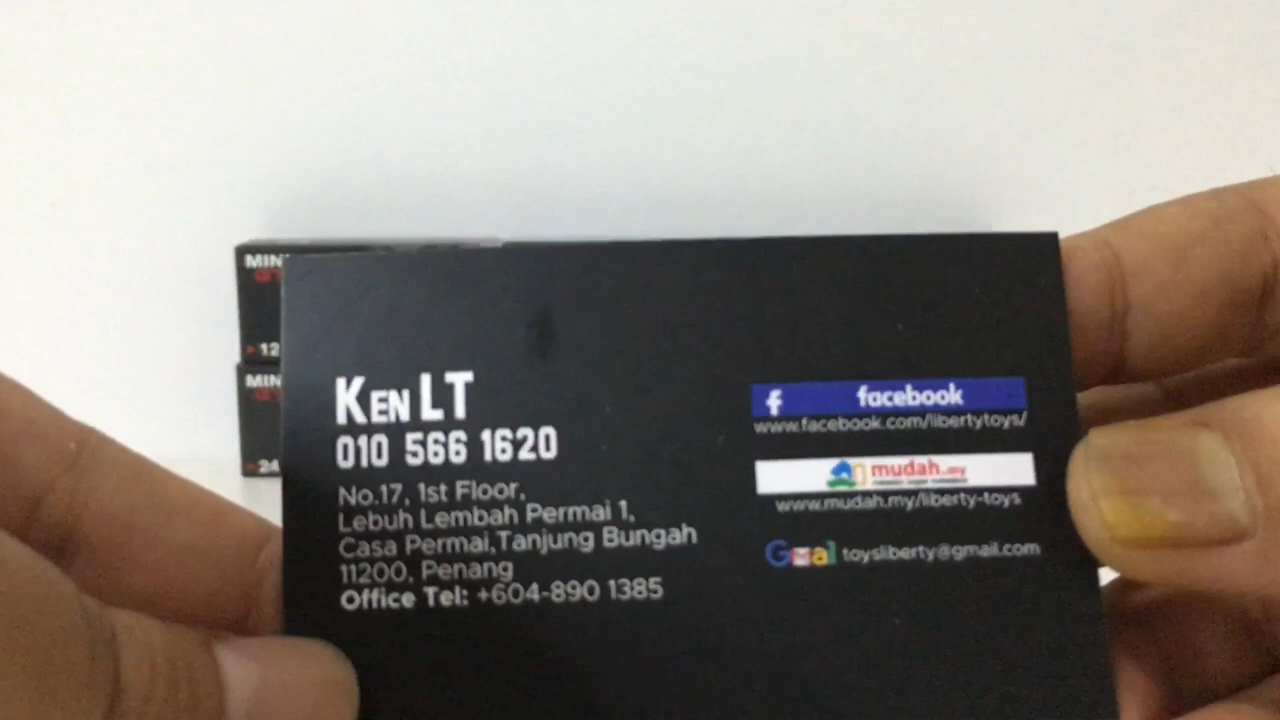 MINI
12
MINI
24
KEN LT
010 566 1620
No.17, 1st Floor,
Lebuh Lembah Permai 1,
Casa Permai,Tanjung Bungah
11200, Penang
Office Tel: +604-890 1385
f facebook
www.facebook.com/libertytoys/
mudah.my
www.mudah.my/liberty-toys
Gmail toysliberty@gmail.com